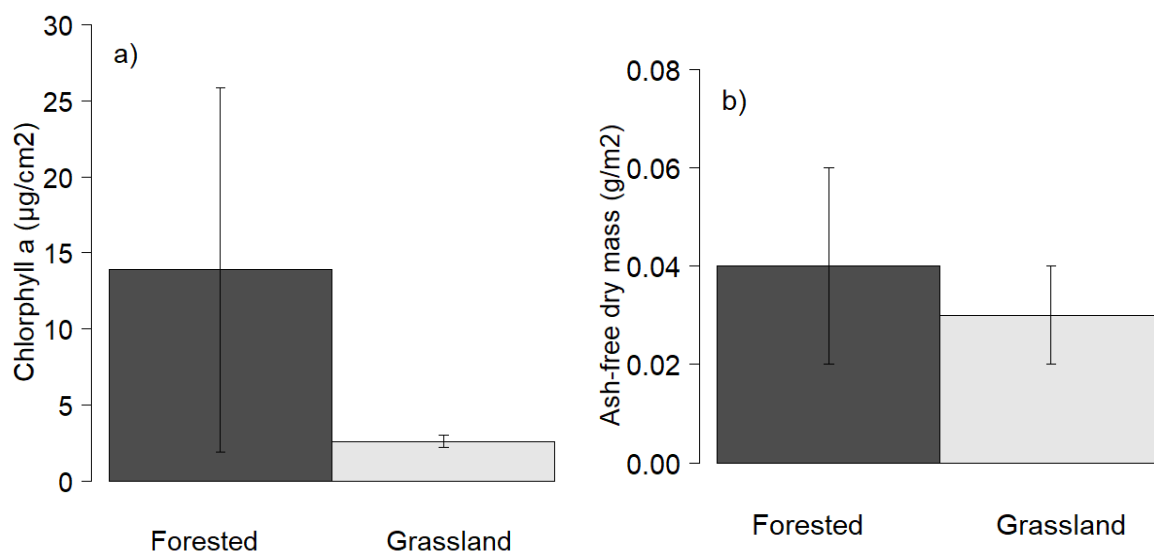 a)
Chlorphyll a (µg/cm2)
30
25
20
15
10
5
0
Forested
Grassland
b)
Ash-free dry mass (g/m2)
0.08
0.06
0.04
0.02
0.00
Forested
Grassland